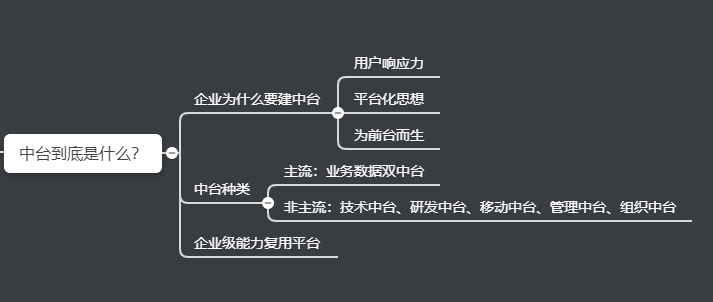 中台到底是什么？
企业为什么要建中台
用户响应力
平台化思想
为前台而生
中台种类
主流：业务数据双中台
非主流：技术中台、研发中台、移动中台、管理中台、组织中台
企业级能力复用平台